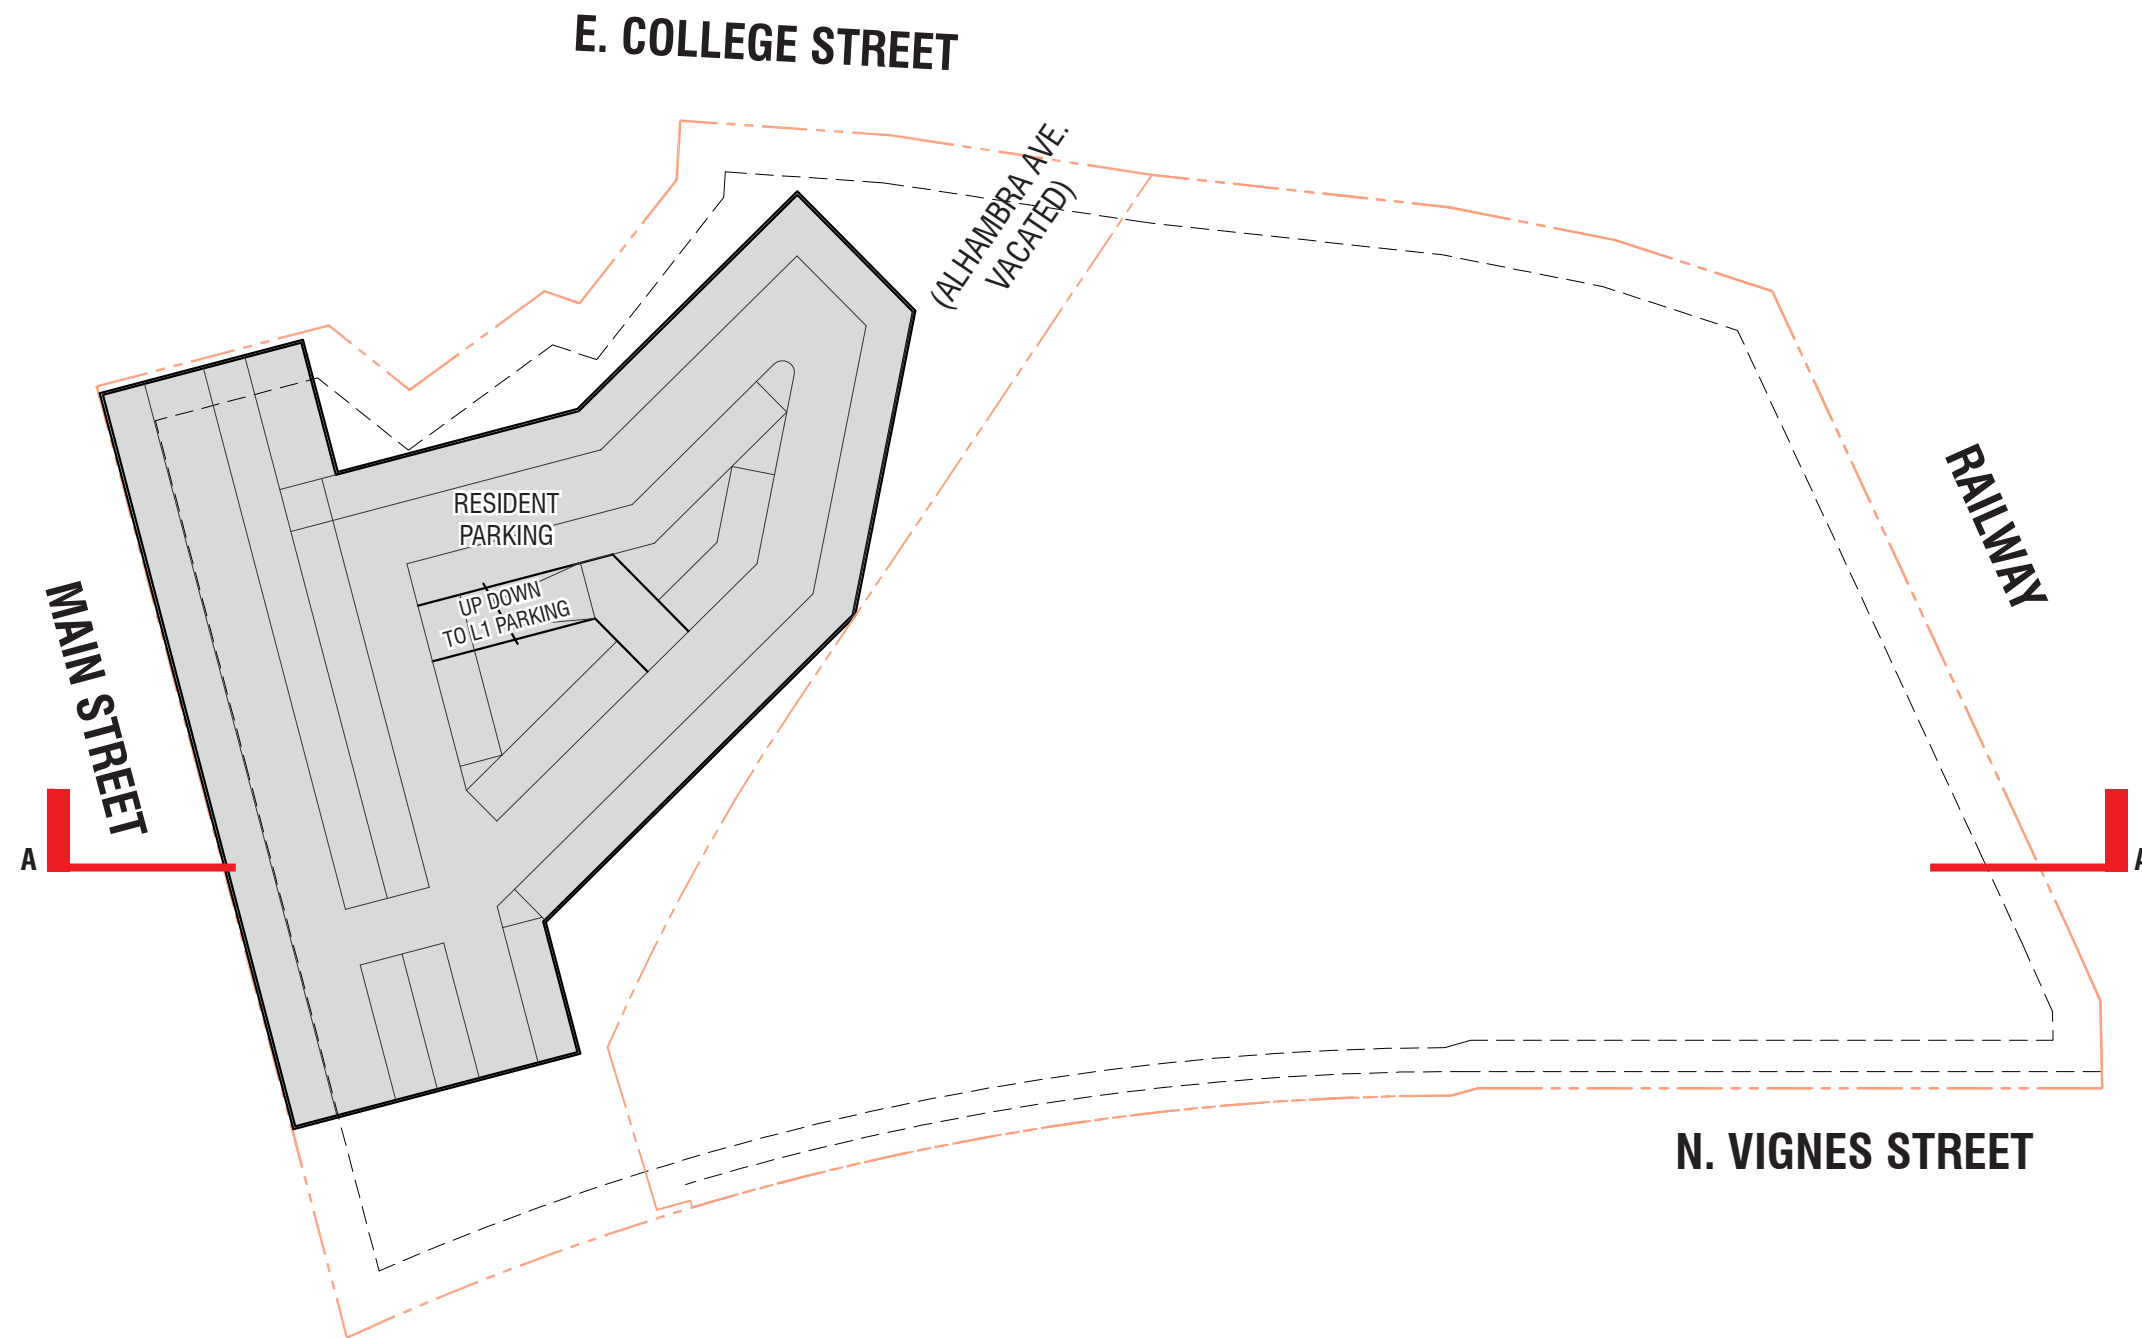 E. COLLEGE STREET
(ALHAMBRA AVE.
VACATED)
RESIDENT
PARKING
UP DOWN
TO L1 PARKING
MAIN STREET
RAILWAY
A
A
N. VIGNES STREET